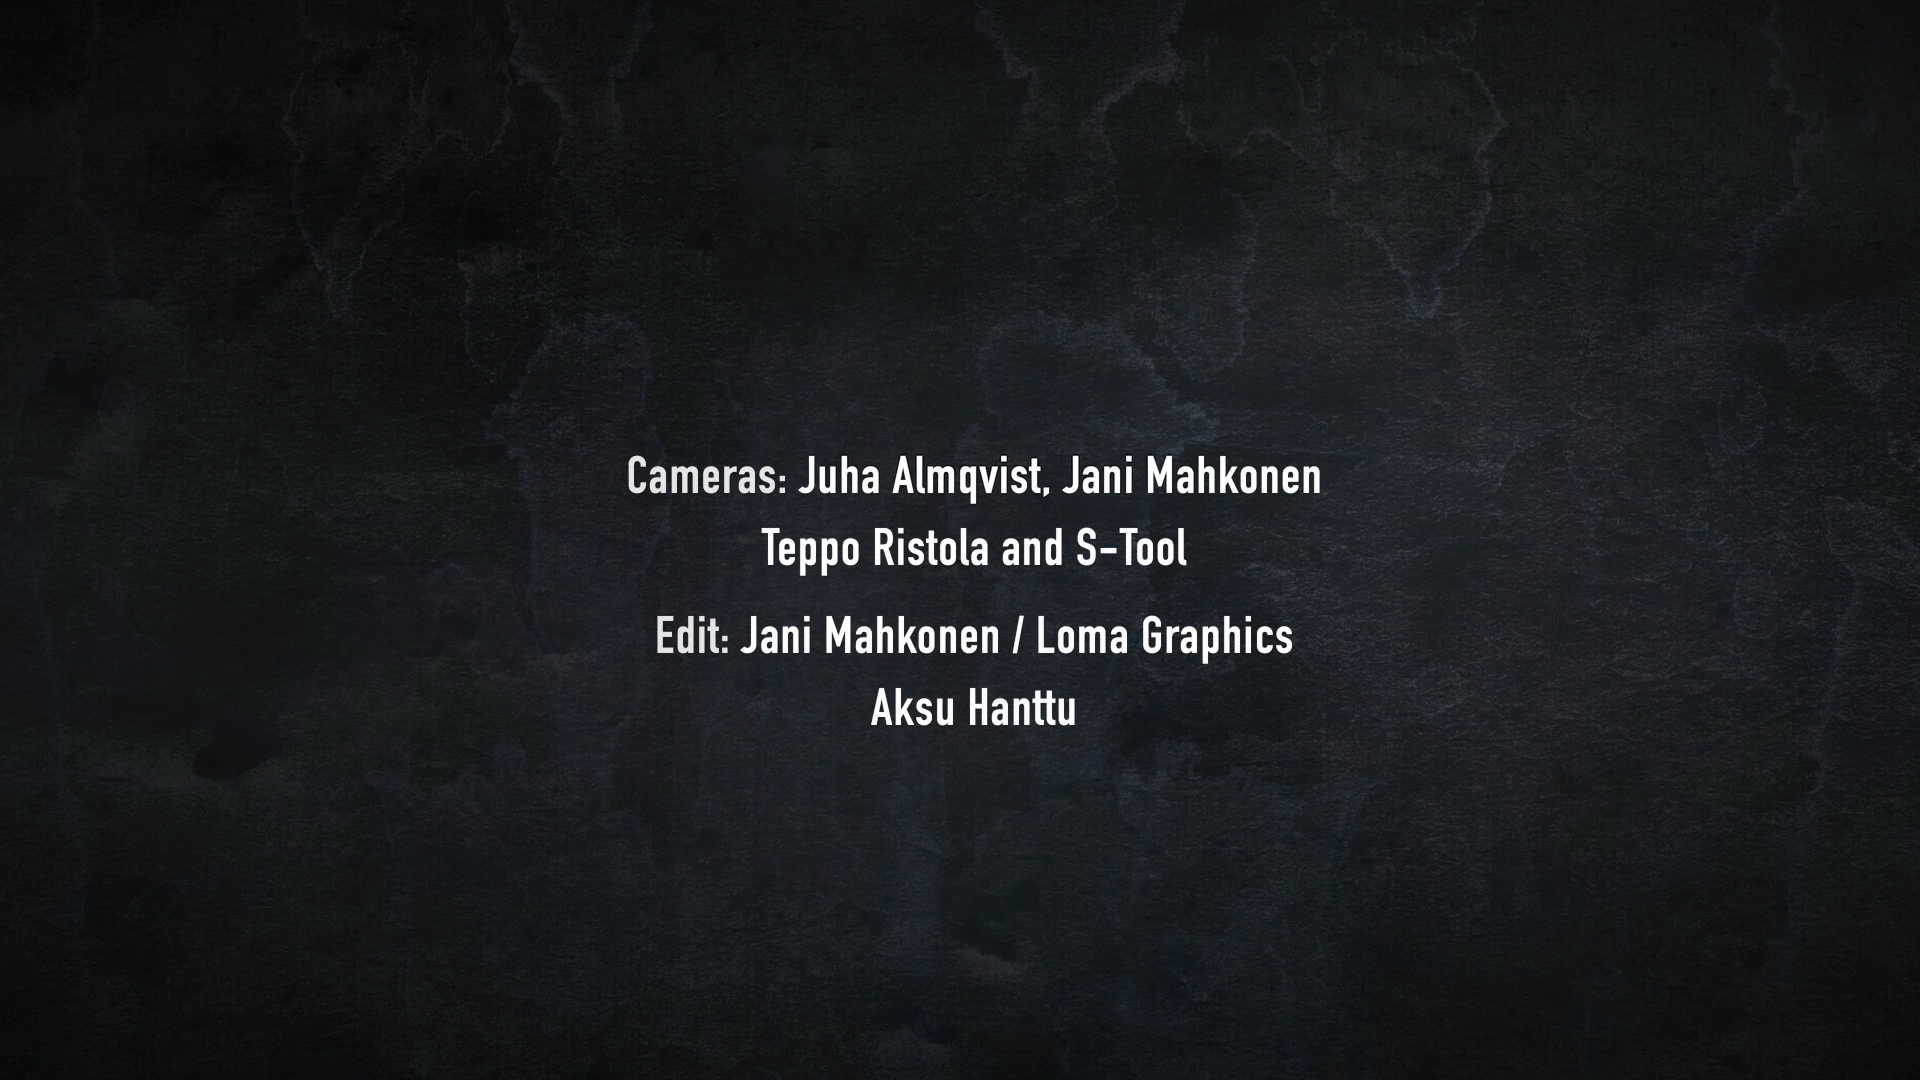 Cameras: Juha Almqvist, Jani Mahkonen
Teppo Ristola and S-Tool
Edit: Jani Mahkonen / Loma Graphics
Aksu Hanttu